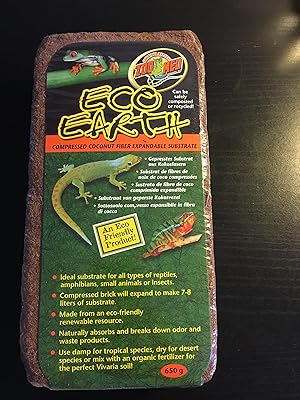 ZOO MED
Can be
safely
composted
or recycled!
ECO
EARTH
COMPRESSED COCONUT FIBER EXPANDABLE SUBSTRATE
• Gepresstes Substrat
aus Kokosfasern
• Substrat de fibres de
noix de coco compressées
• Sustrato de fibre de coco
comprimido expandible
• Substraat van geperste Kokosvezel
• Sottosuolo compresso espansibile in fibra
di cocco
An Eco
Friendly
Product!
• Ideal substrate for all types of reptiles,
amphibians, small animals or insects.
• Compressed brick will expand to make 7-8
liters of substrate.
• Made from an eco-friendly
renewable resource.
• Naturally absorbs and breaks down odor and
waste products.
• Use damp for tropical species, dry for desert
species or mix with an organic fertilizer for
the perfect Vivaria soil!
650 g